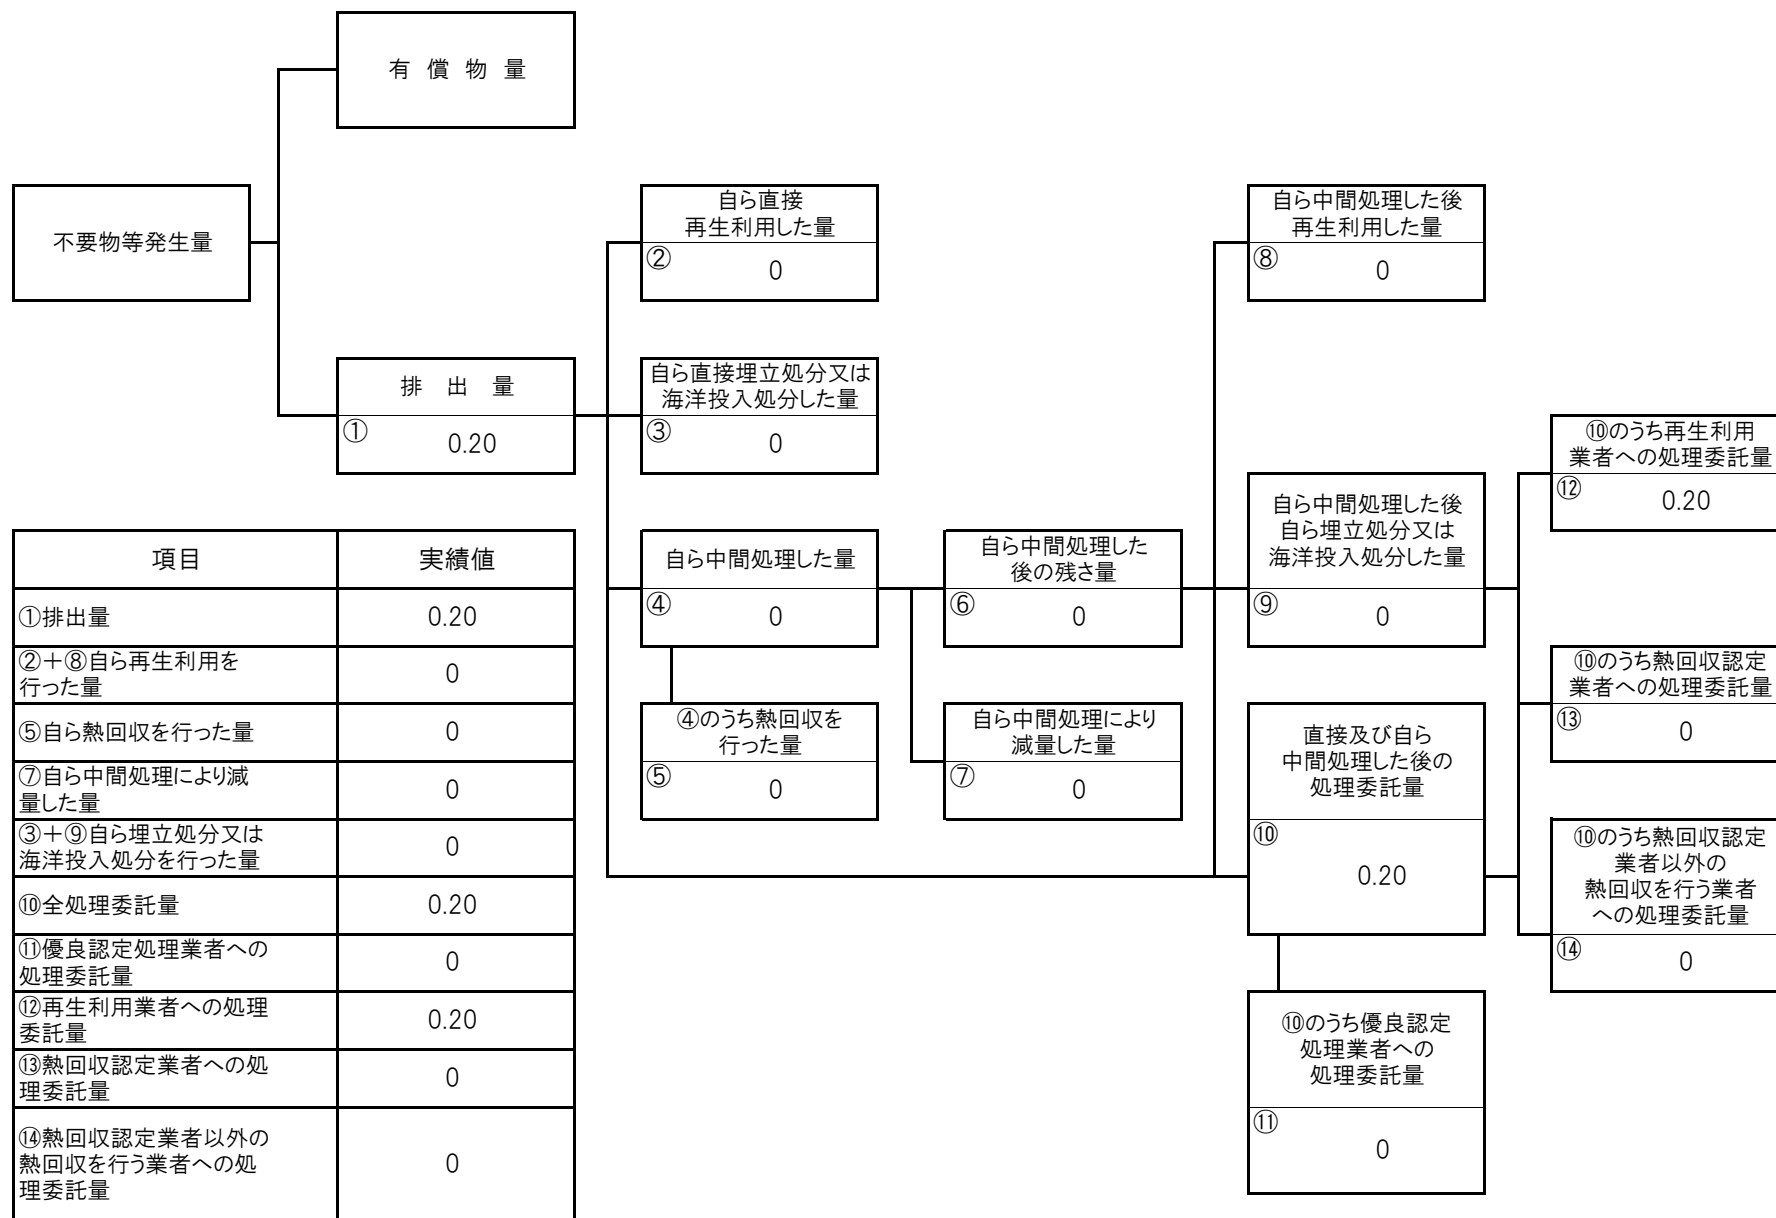 有 償 物 量
不要物等発生量
排 出 量
①
0.20
自ら直接
再生利用した量
②
0
自ら直接埋立処分又は
海洋投入処分した量
③
0
自ら中間処理した量
④
0
④のうち熱回収を
行った量
⑤
0
自ら中間処理した
後の残さ量
⑥
0
自ら中間処理により
減量した量
⑦
0
自ら中間処理した後
再生利用した量
⑧
0
自ら中間処理した後
自ら埋立処分又は
海洋投入処分した量
⑨
0
直接及び自ら
中間処理した後の
処理委託量
⑩
0.20
⑩のうち優良認定
処理業者への
処理委託量
⑪
0
⑩のうち再生利用
業者への処理委託量
⑫
0.20
⑩のうち熱回収認定
業者への処理委託量
⑬
0
⑩のうち熱回収認定
業者以外の
熱回収を行う業者
への処理委託量
⑭
0
項目 実績値
①排出量 0.20
②＋⑧自ら再生利用を
行った量 0
⑤自ら熱回収を行った量 0
⑦自ら中間処理により減
量した量 0
③＋⑨自ら埋立処分又は
海洋投入処分を行った量 0
⑩全処理委託量 0.20
⑪優良認定処理業者への
処理委託量 0
⑫再生利用業者への処理
委託量 0.20
⑬熱回収認定業者への処
理委託量 0
⑭熱回収認定業者以外の
熱回収を行う業者への処
理委託量 0